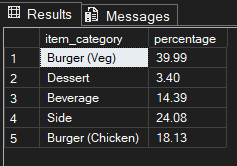 Results Messages
item_category percentage
1 Burger (Veg) 39.99
2 Dessert 3.40
3 Beverage 14.39
4 Side 24.08
5 Burger (Chicken) 18.13